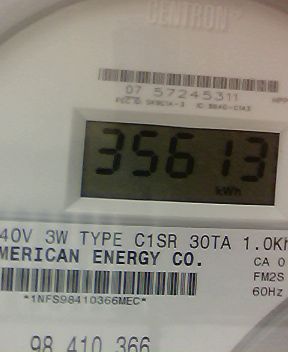 CENTRON®
07 57245311
35613
kWh
40V 3W TYPE C1SR 30TA 1.0Kh
MERICAN ENERGY CO.
CA 0
FM2S
*1NFS98410366MEC*
60Hz
98 410 366